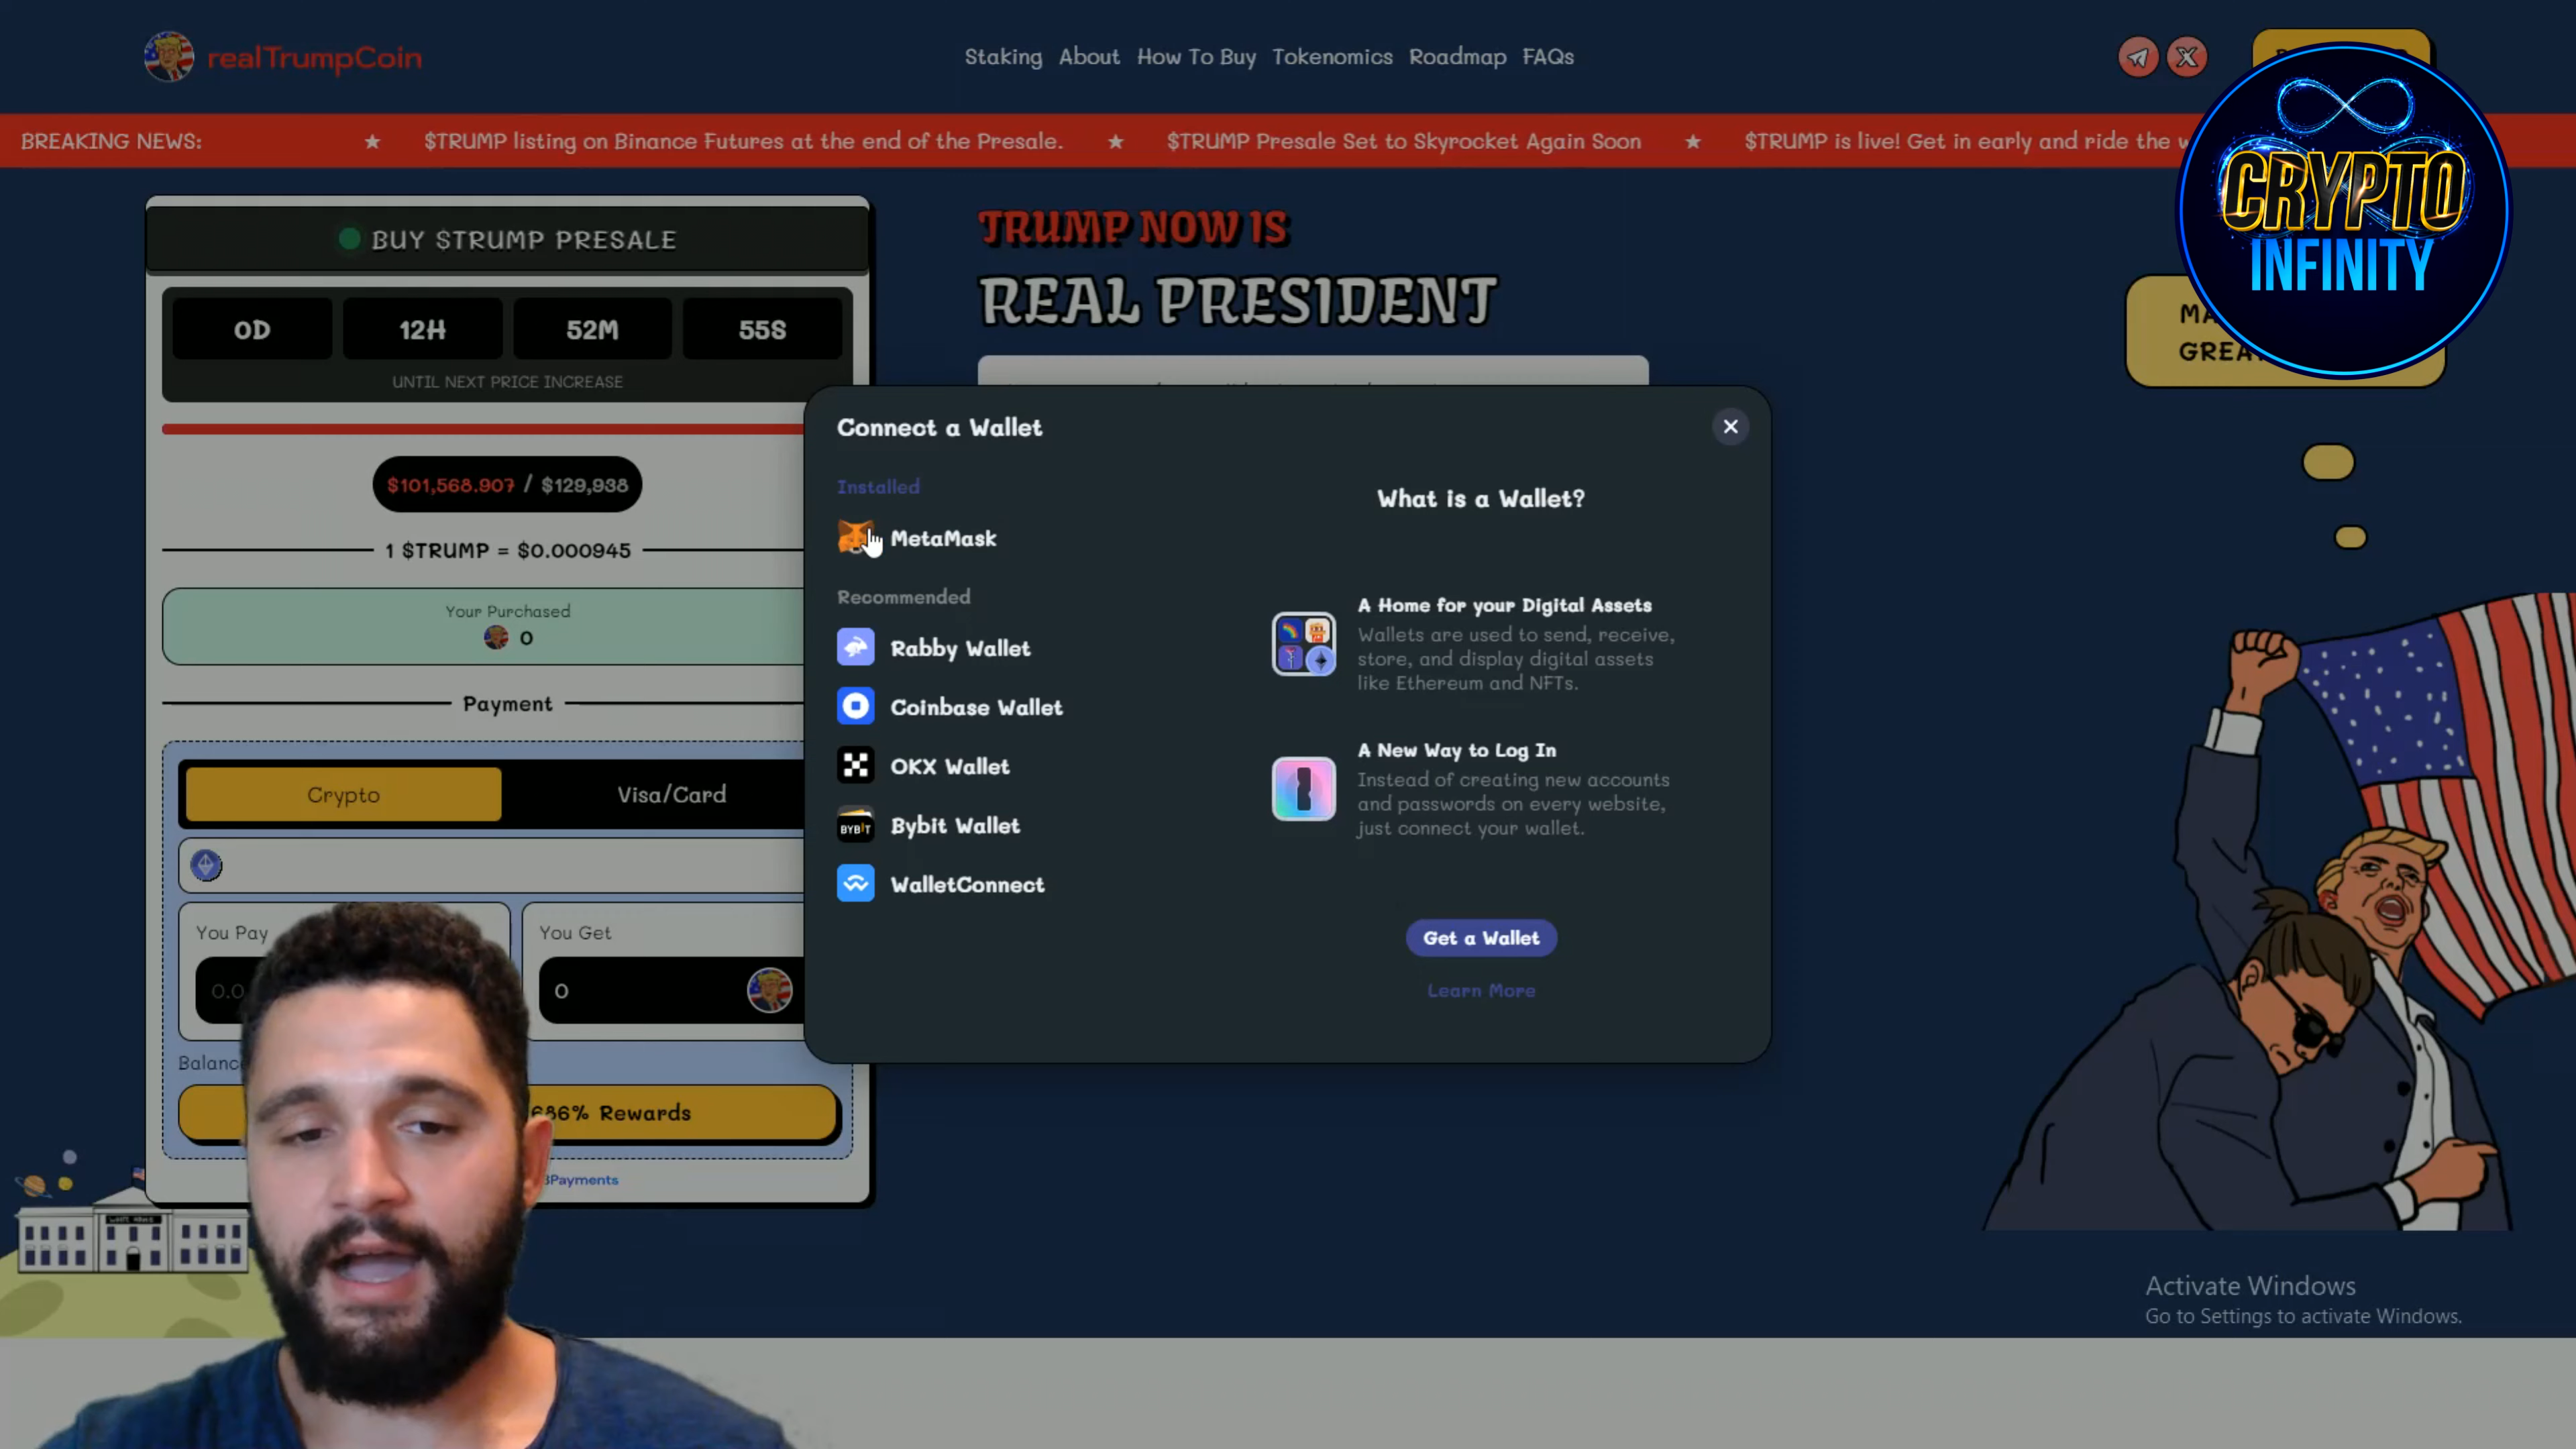 realTrumpCoin
Staking About How To Buy Tokenomics Roadmap FAQs
BREAKING NEWS: ★ $TRUMP listing on Binance Futures at the end of the Presale. ★ $TRUMP Presale Set to Skyrocket Again Soon ★ $TRUMP is live! Get in early and ride the
CRYPTO
INFINITY
BUY $TRUMP PRESALE
0D 12H 52M 55S
UNTIL NEXT PRICE INCREASE
$101,568.907 / $129,938
1 $TRUMP = $0.000945
Your Purchased
0
Payment
Crypto Visa/Card
You Pay You Get
0.0 0
686% Rewards
TRUMP NOW IS
REAL PRESIDENT
Connect a Wallet
Installed
MetaMask
Recommended
Rabby Wallet
Coinbase Wallet
OKX Wallet
BYBIT Bybit Wallet
WalletConnect
What is a Wallet?
A Home for your Digital Assets
Wallets are used to send, receive,
store, and display digital assets
like Ethereum and NFTs.
A New Way to Log In
Instead of creating new accounts
and passwords on every website,
just connect your wallet.
Get a Wallet
Learn More
Activate Windows
Go to Settings to activate Windows.